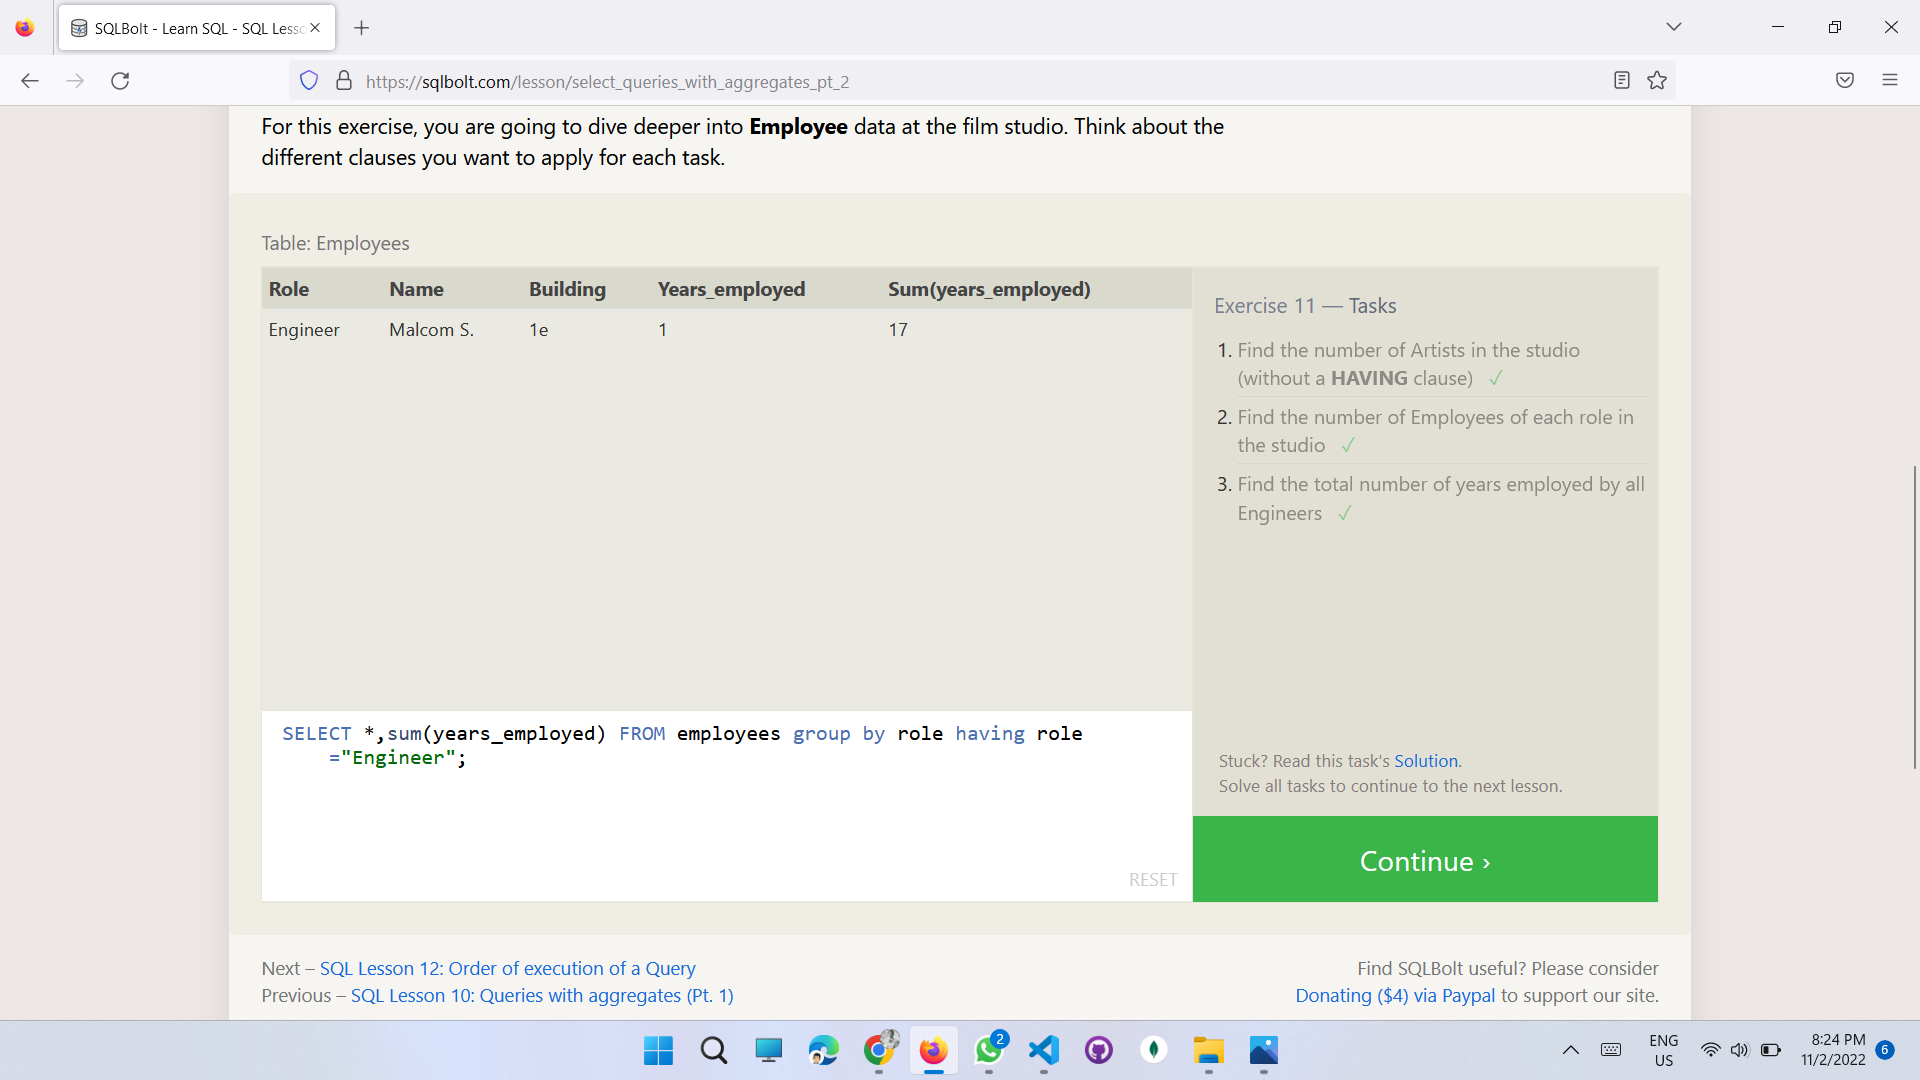 SQLBolt - Learn SQL - SQL Lesso
https://sqlbolt.com/lesson/select_queries_with_aggregates_pt_2
For this exercise, you are going to dive deeper into Employee data at the film studio. Think about the
different clauses you want to apply for each task.
Table: Employees
Role Name Building Years_employed Sum(years_employed)
Engineer Malcom S. 1e 1 17
Exercise 11 — Tasks
1. Find the number of Artists in the studio
(without a HAVING clause) ✓
2. Find the number of Employees of each role in
the studio ✓
3. Find the total number of years employed by all
Engineers ✓
SELECT *,sum(years_employed) FROM employees group by role having role
="Engineer";
RESET
Stuck? Read this task's Solution.
Solve all tasks to continue to the next lesson.
Continue ›
Next – SQL Lesson 12: Order of execution of a Query
Previous – SQL Lesson 10: Queries with aggregates (Pt. 1)
Find SQLBolt useful? Please consider
Donating ($4) via Paypal to support our site.
2
ENG
US
8:24 PM
11/2/2022
6